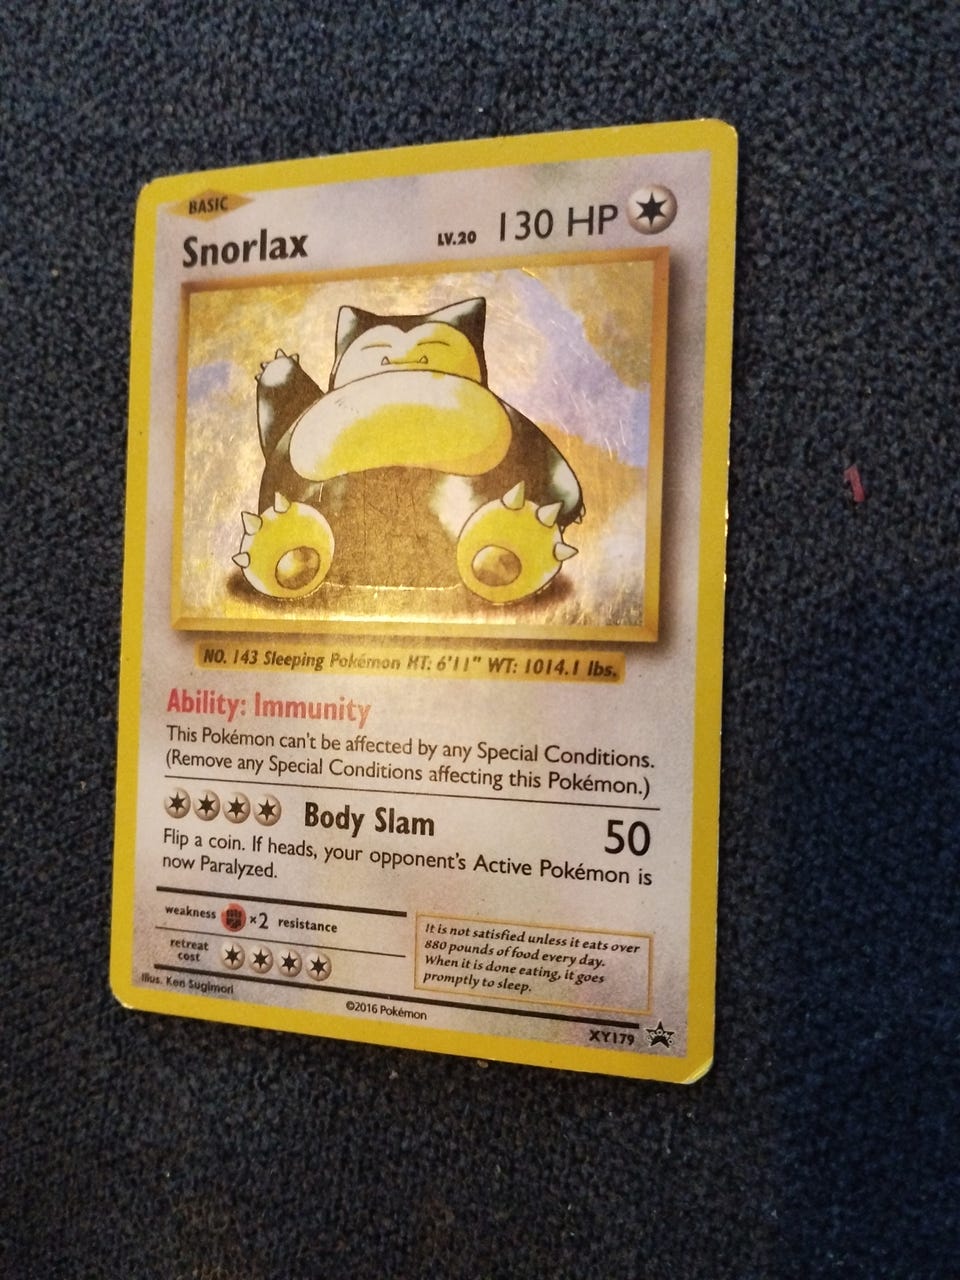 BASIC
Snorlax LV.20 130 HP
NO. 143 Sleeping Pokémon HT: 6'11" WT: 1014.1 lbs.
Ability: Immunity
This Pokémon can't be affected by any Special Conditions.
(Remove any Special Conditions affecting this Pokémon.)
Body Slam 50
Flip a coin. If heads, your opponent's Active Pokémon is
now Paralyzed.
weakness ×2 resistance
retreat
cost
It is not satisfied unless it eats over
880 pounds of food every day.
When it is done eating, it goes
promptly to sleep.
Illus. Ken Sugimori
©2016 Pokémon
XY179